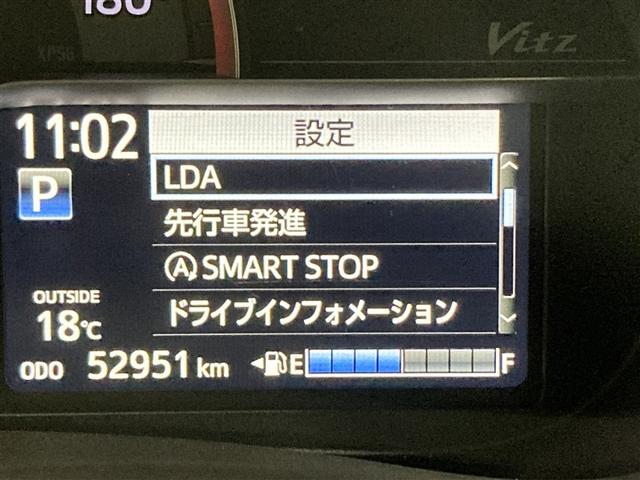 180
Vitz
11:02
設定
P
LDA
先行車発進
A SMART STOP
ドライブインフォメーション
OUTSIDE
18℃
ODO 52951 km
E F